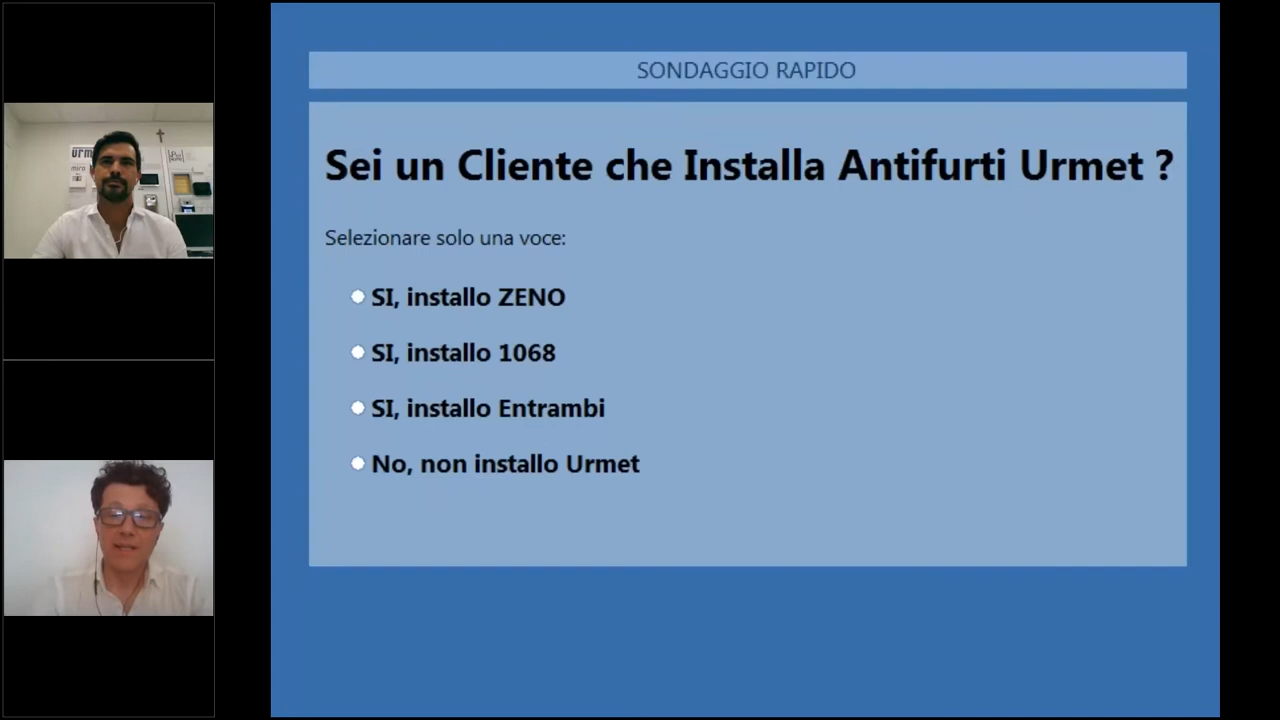 SONDAGGIO RAPIDO
Sei un Cliente che Installa Antifurti Urmet ?
Selezionare solo una voce:
SI, installo ZENO
SI, installo 1068
SI, installo Entrambi
No, non installo Urmet